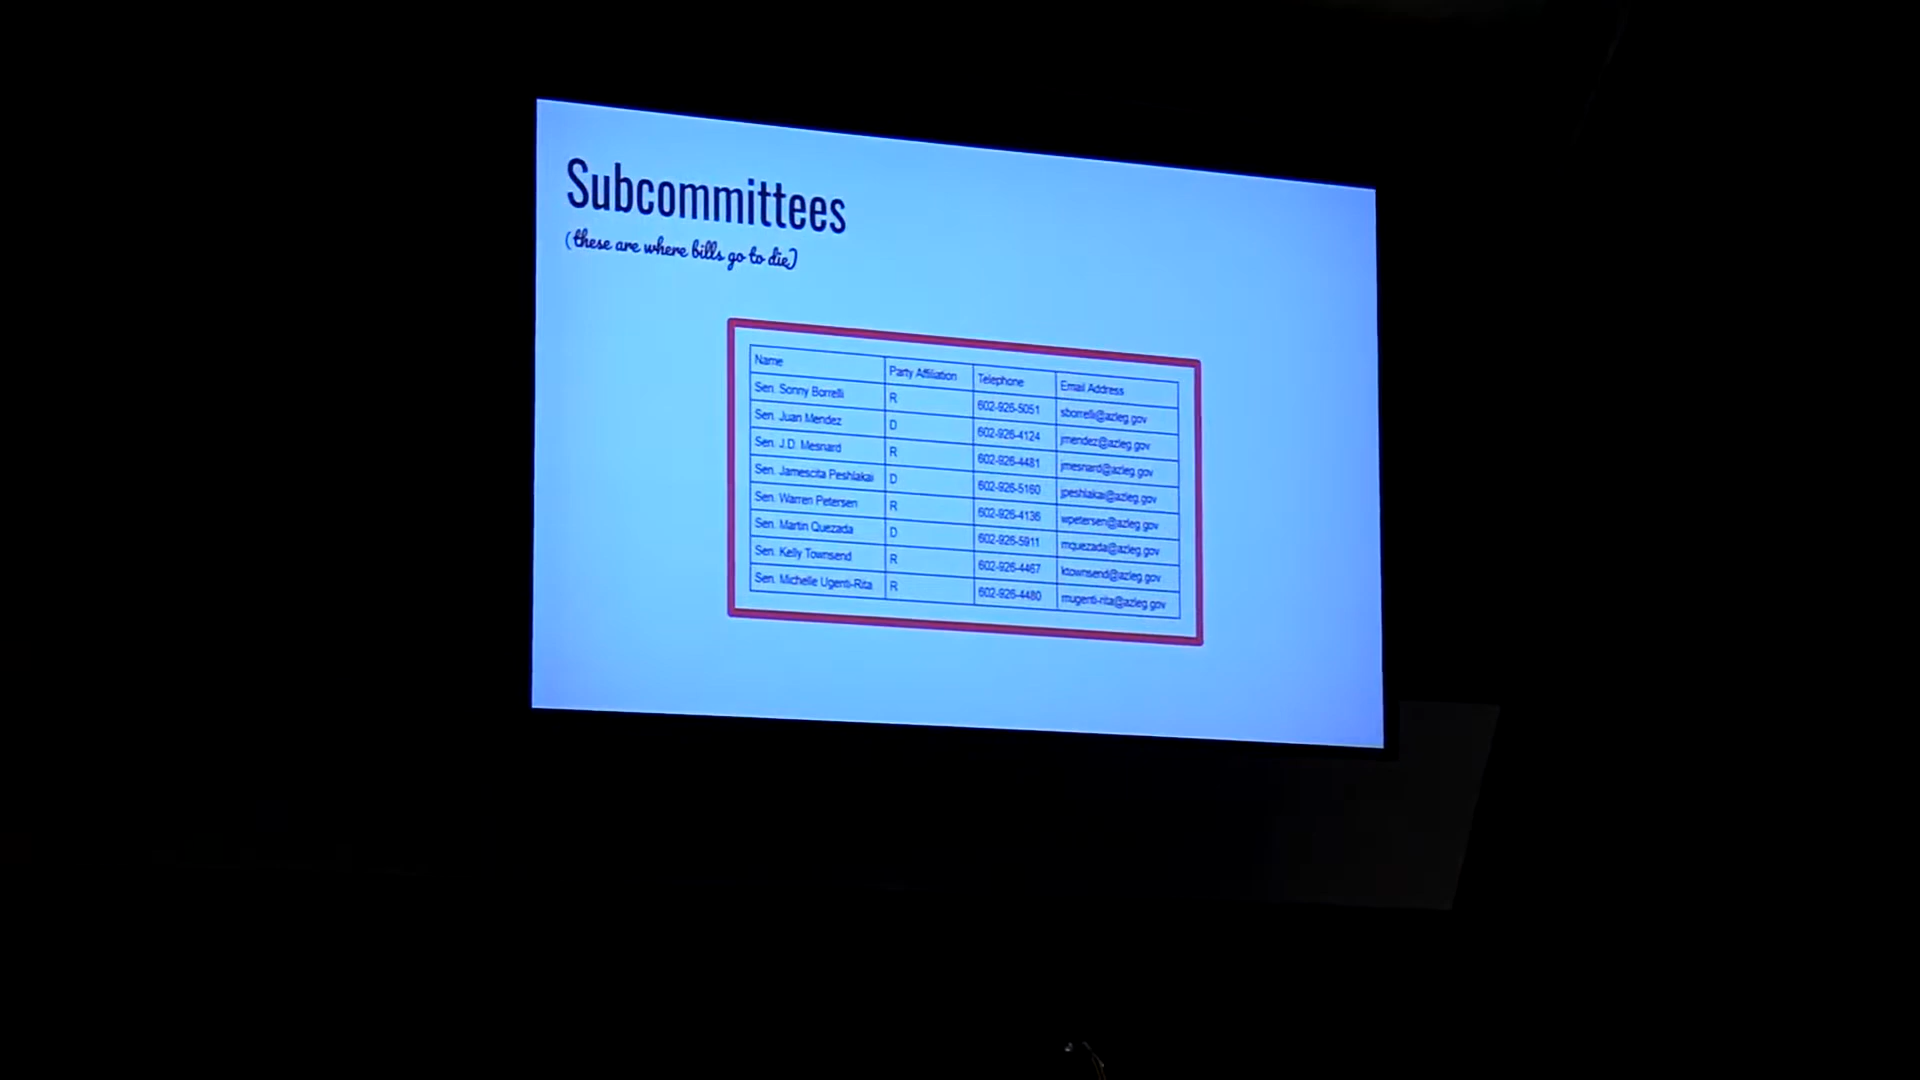 Subcommittees
(these are where bills go to die)
Name Party Affiliation Telephone Email Address
Sen. Sonny Borrelli R 602-926-5051 sborrelli@azleg.gov
Sen. Juan Mendez D 602-926-4124 jmendez@azleg.gov
Sen. J.D. Mesnard R 602-926-4481 jmesnard@azleg.gov
Sen. Jamescita Peshlakai D 602-926-5160 jpeshlakai@azleg.gov
Sen. Warren Petersen R 602-926-4136 wpetersen@azleg.gov
Sen. Martin Quezada D 602-926-5911 mquezada@azleg.gov
Sen. Kelly Townsend R 602-926-4467 ktownsend@azleg.gov
Sen. Michelle Ugenti-Rita R 602-926-4480 mugenti-rita@azleg.gov